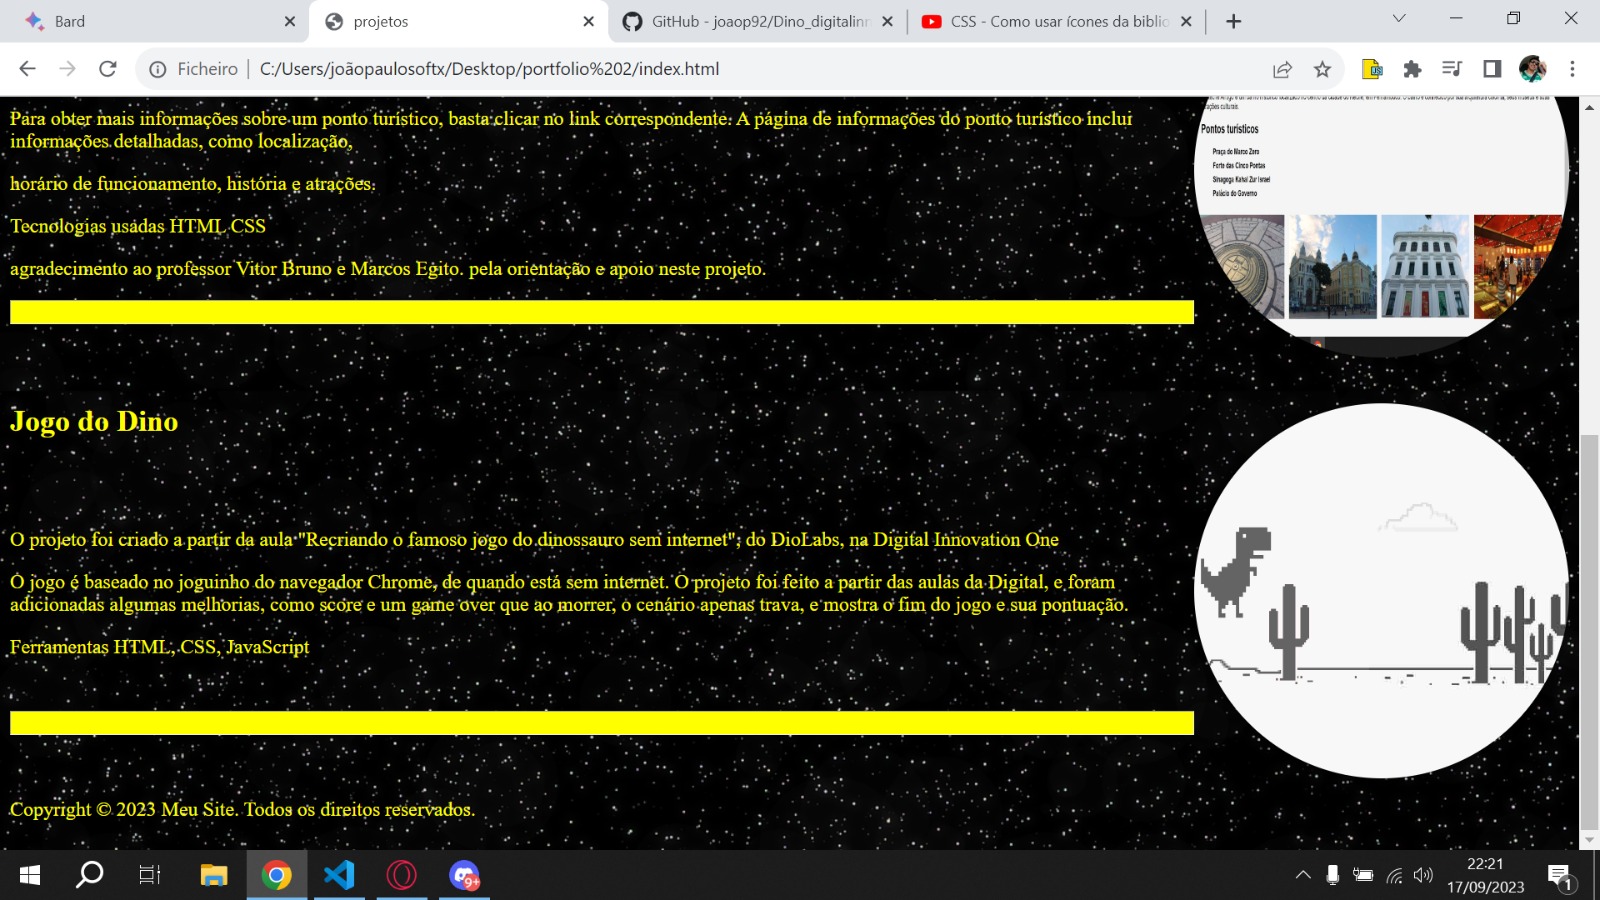 Bard
projetos
GitHub - joaop92/Dino_digitalinn
CSS - Como usar ícones da biblio
Ficheiro
C:/Users/joãopaulosoftx/Desktop/portfolio%202/index.html
Para obter mais informações sobre um ponto turístico, basta clicar no link correspondente. A página de informações do ponto turístico inclui
informações detalhadas, como localização,
horário de funcionamento, história e atrações.
Tecnologias usadas HTML CSS
agradecimento ao professor Vitor Bruno e Marcos Egito. pela orientação e apoio neste projeto.
Pontos turísticos
Praça do Marco Zero
Forte das Cinco Pontas
Sinagoga Kahal Zur Israel
Palácio do Governo
Jogo do Dino
O projeto foi criado a partir da aula "Recriando o famoso jogo do dinossauro sem internet", do DioLabs, na Digital Innovation One
O jogo é baseado no joguinho do navegador Chrome, de quando está sem internet. O projeto foi feito a partir das aulas da Digital, e foram
adicionadas algumas melhorias, como score e um game over que ao morrer, o cenário apenas trava, e mostra o fim do jogo e sua pontuação.
Ferramentas HTML, CSS, JavaScript
Copyright © 2023 Meu Site. Todos os direitos reservados.
9+
22:21
17/09/2023
1